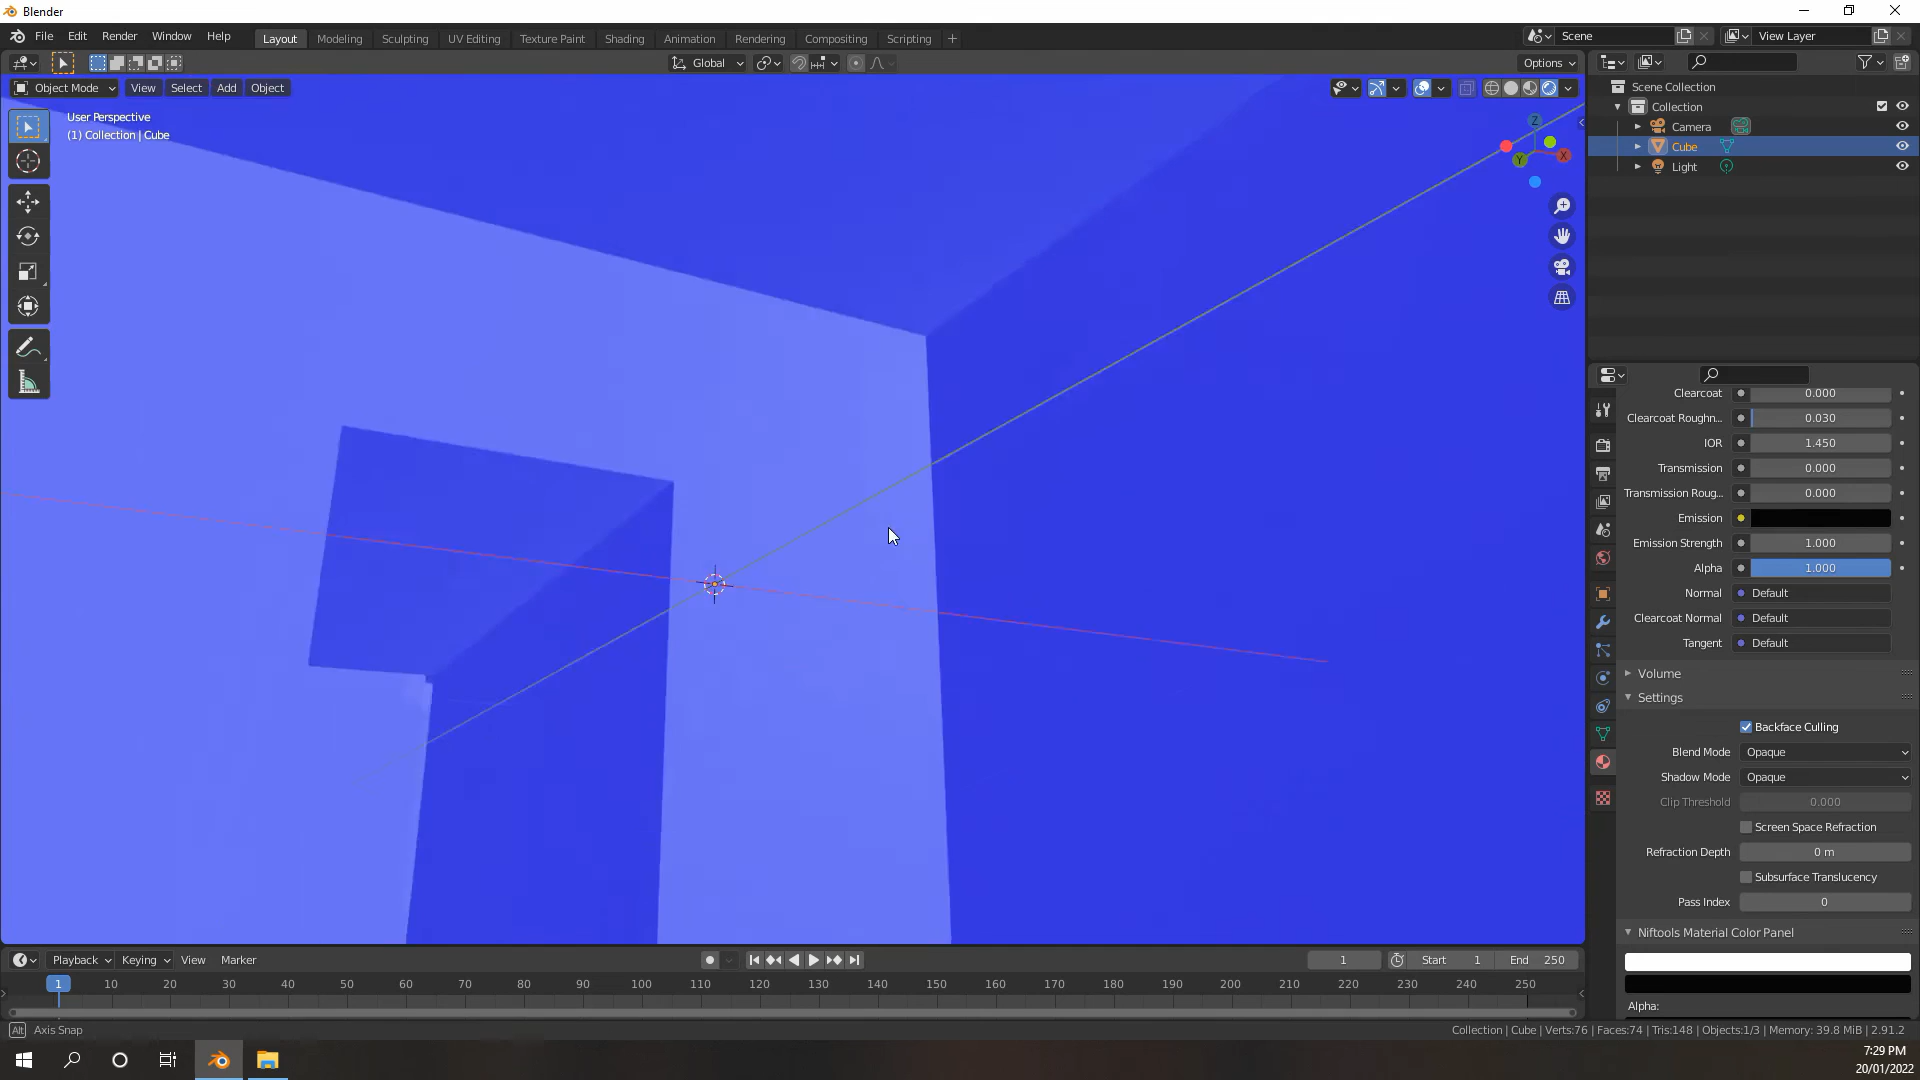 Blender
File Edit Render Window Help
Layout Modeling Sculpting UV Editing Texture Paint Shading Animation Rendering Compositing Scripting +
Scene
View Layer
Global
Options
Object Mode View Select Add Object
User Perspective
(1) Collection | Cube
Z
X
Y
Scene Collection
Collection
Camera
Cube
Light
Clearcoat 0.000
Clearcoat Roughn... 0.030
IOR 1.450
Transmission 0.000
Transmission Roug... 0.000
Emission
Emission Strength 1.000
Alpha 1.000
Normal Default
Clearcoat Normal Default
Tangent Default
Volume
Settings
Backface Culling
Blend Mode Opaque
Shadow Mode Opaque
Clip Threshold 0.000
Screen Space Refraction
Refraction Depth 0 m
Subsurface Translucency
Pass Index 0
Niftools Material Color Panel
Alpha:
Playback Keying View Marker
1 Start 1 End 250
1 10 20 30 40 50 60 70 80 90 100 110 120 130 140 150 160 170 180 190 200 210 220 230 240 250
Alt Axis Snap
Collection | Cube | Verts:76 | Faces:74 | Tris:148 | Objects:1/3 | Memory: 39.8 MiB | 2.91.2
7:29 PM
20/01/2022